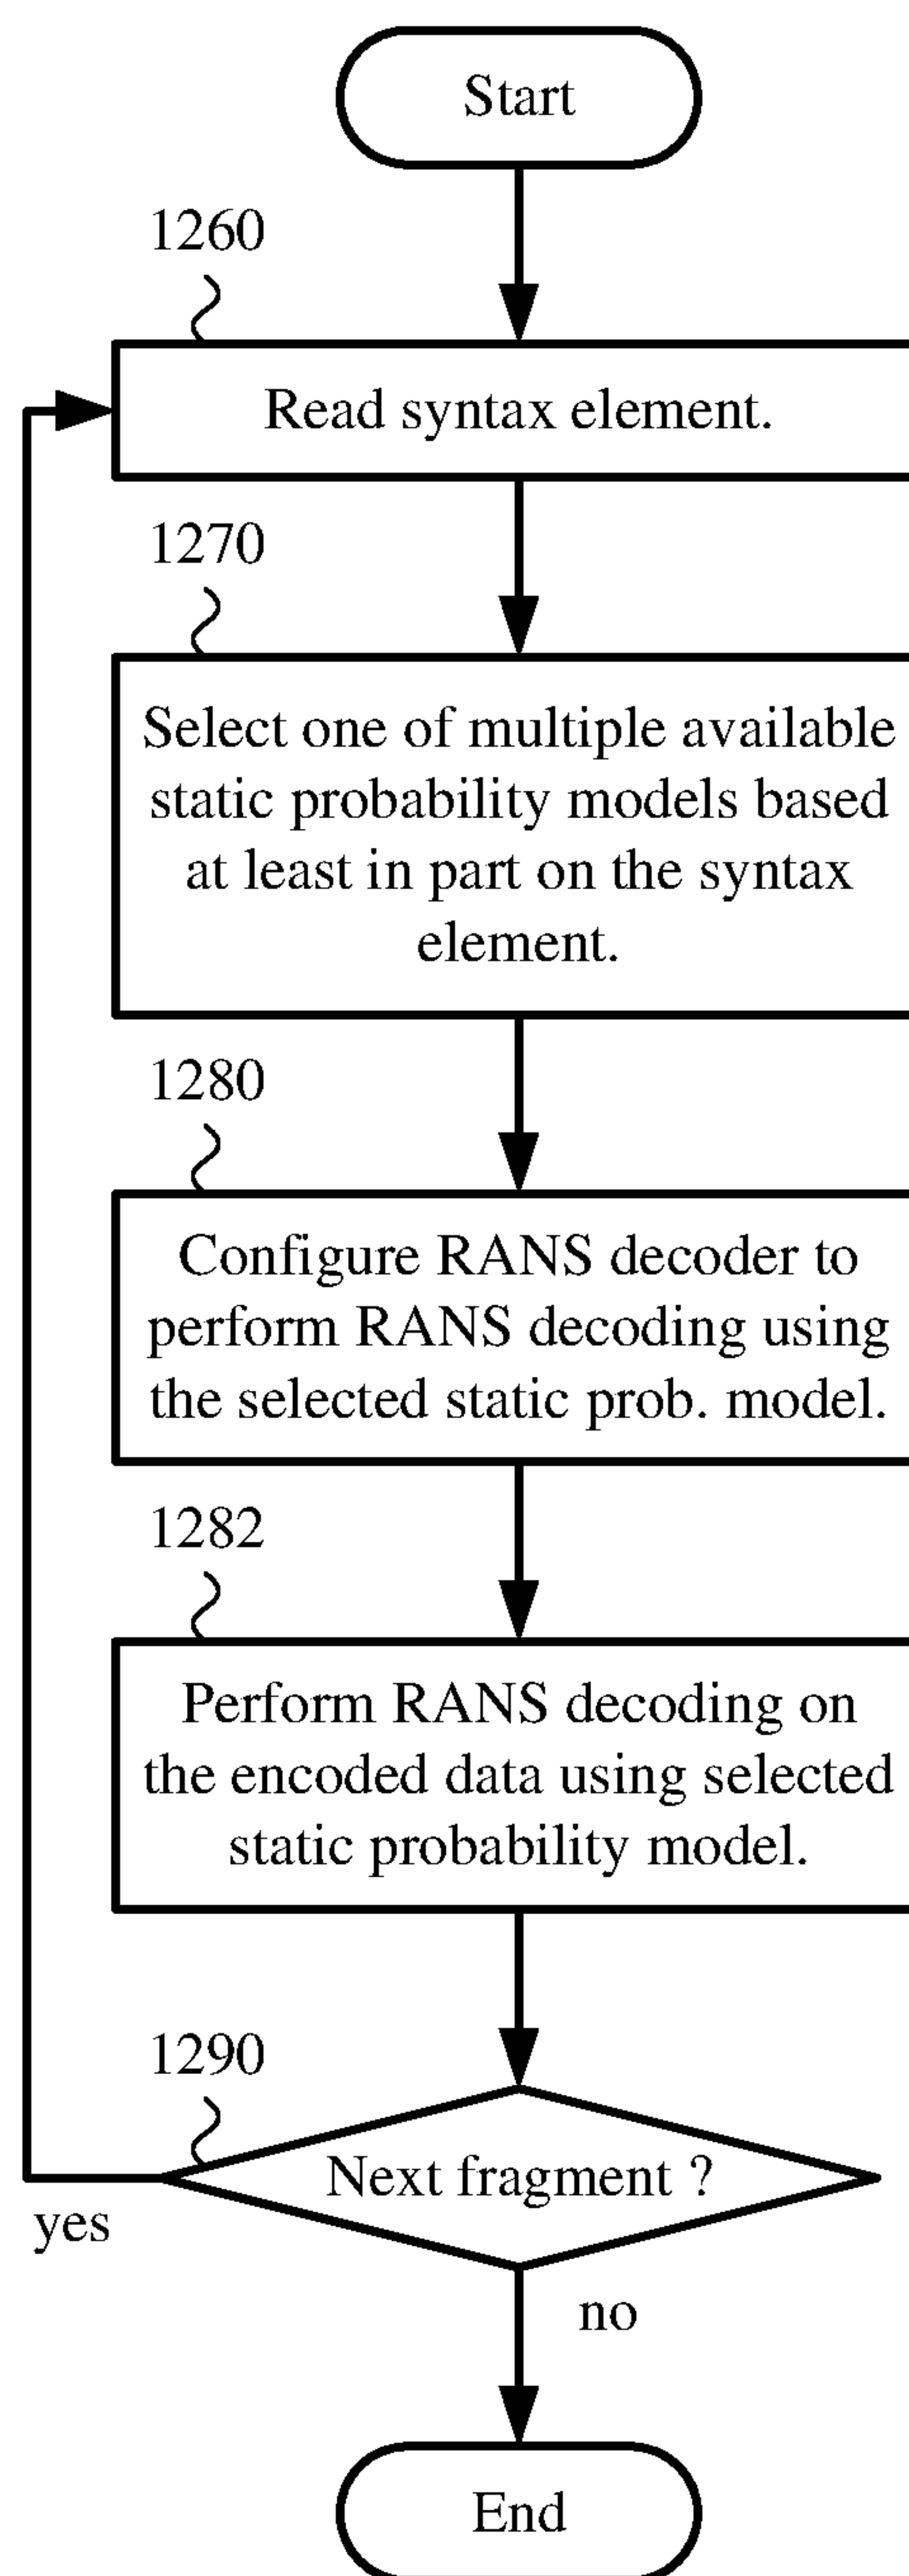 Start
1260
Read syntax element.
1270
Select one of multiple available
static probability models based
at least in part on the syntax
element.
1280
Configure RANS decoder to
perform RANS decoding using
the selected static prob. model.
1282
Perform RANS decoding on
the encoded data using selected
static probability model.
1290
Next fragment ?
yes
no
End